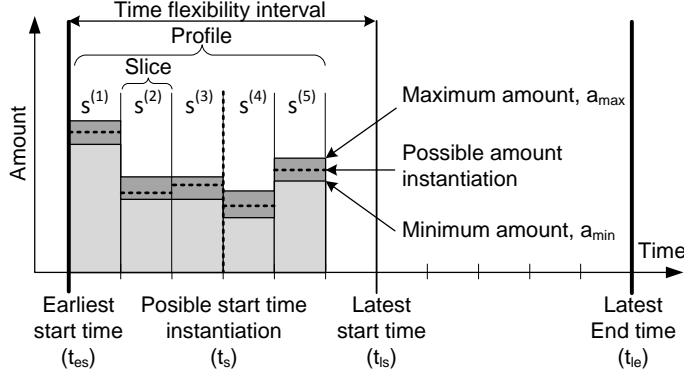 Time flexibility interval
Profile
Slice
s(1) s(2) s(3) s(4) s(5)
Maximum amount, amax
Possible amount
instantiation
Minimum amount, amin
Amount
Time
Earliest
start time
(tes)
Posible start time
instantiation
(ts)
Latest
start time
(tls)
Latest
End time
(tle)